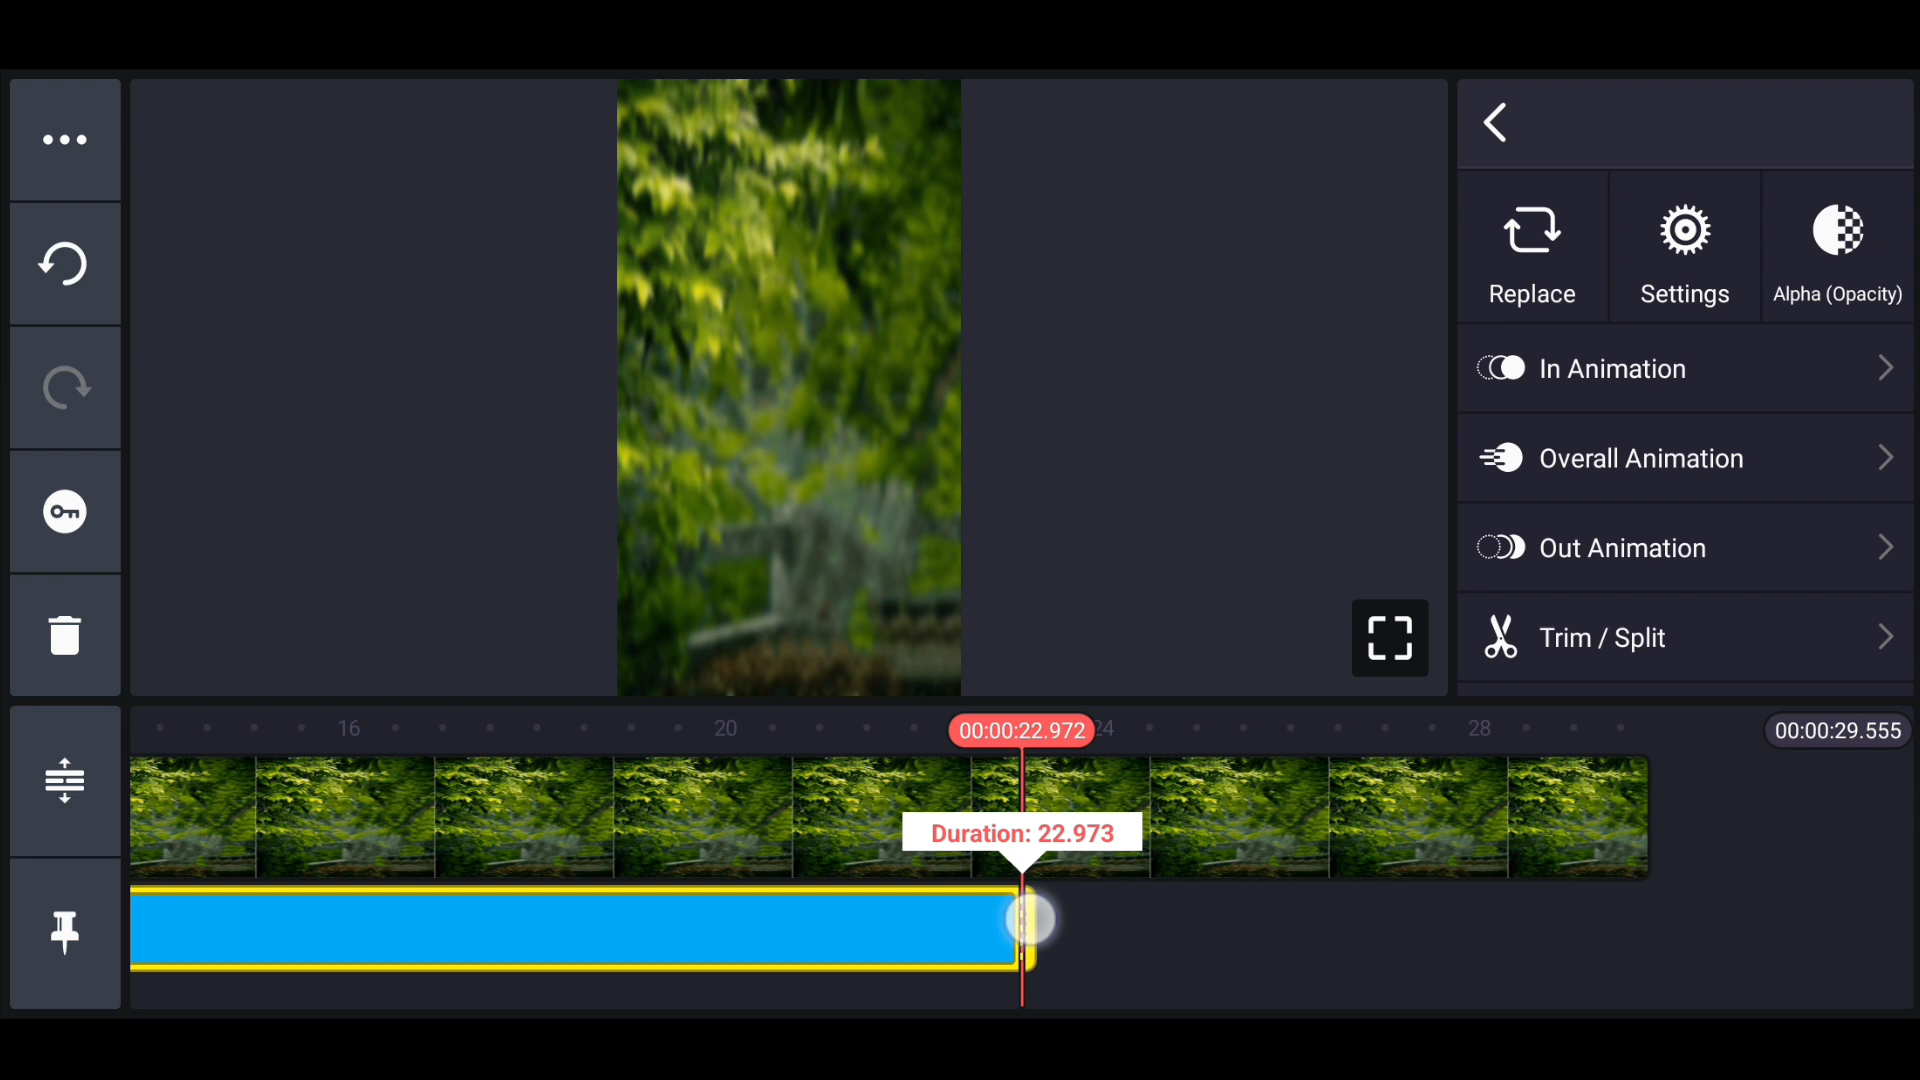 Replace
Settings
Alpha (Opacity)
In Animation
Overall Animation
Out Animation
Trim / Split
16
20
00:00:22.972
24
28
00:00:29.555
Duration: 22.973